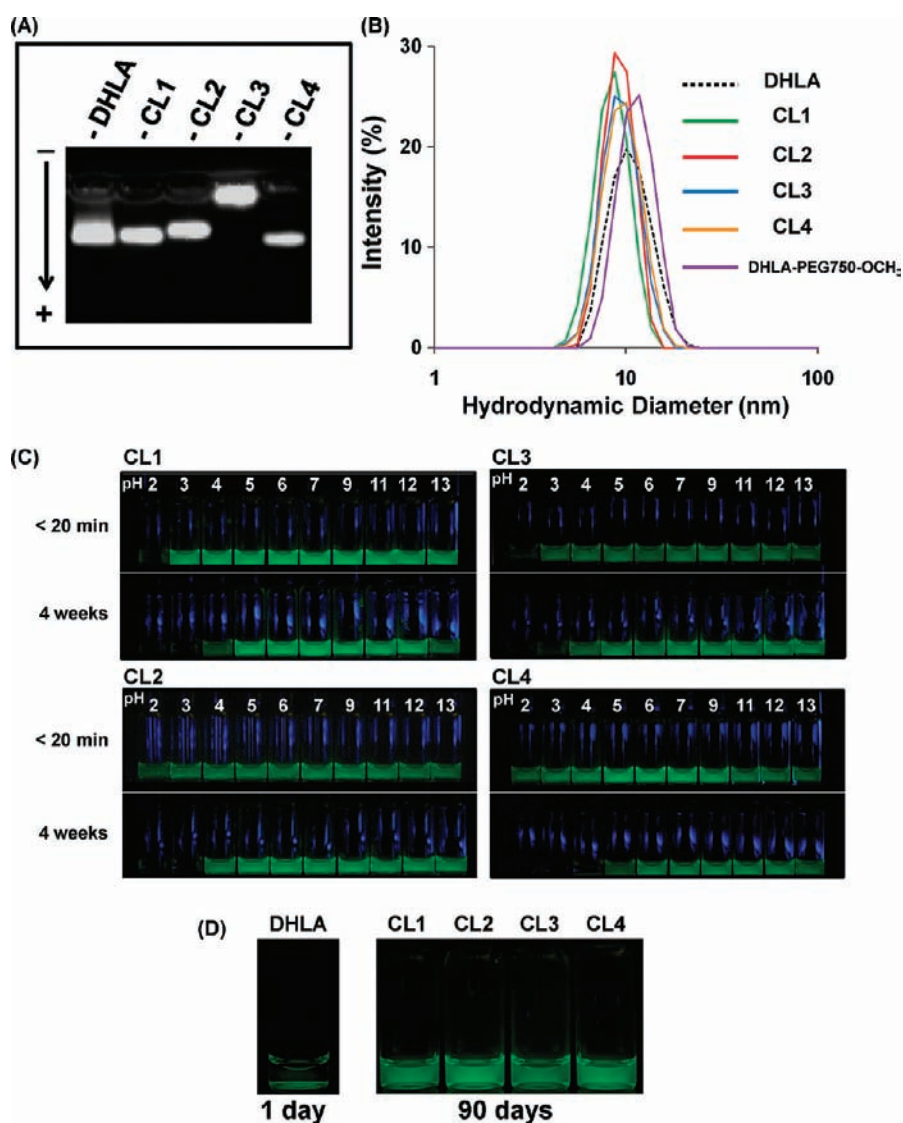 (A)
- DHLA
- CL1
- CL2
- CL3
- CL4
−
+
(B)
30
20
10
0
Intensity (%)
1 10 100
Hydrodynamic Diameter (nm)
DHLA
CL1
CL2
CL3
CL4
DHLA-PEG750-OCH
(C)
CL1
pH 2 3 4 5 6 7 9 11 12 13
< 20 min
4 weeks
CL3
pH 2 3 4 5 6 7 9 11 12 13
CL2
pH 2 3 4 5 6 7 9 11 12 13
< 20 min
4 weeks
CL4
pH 2 3 4 5 6 7 9 11 12 13
(D)
DHLA
1 day
CL1 CL2 CL3 CL4
90 days